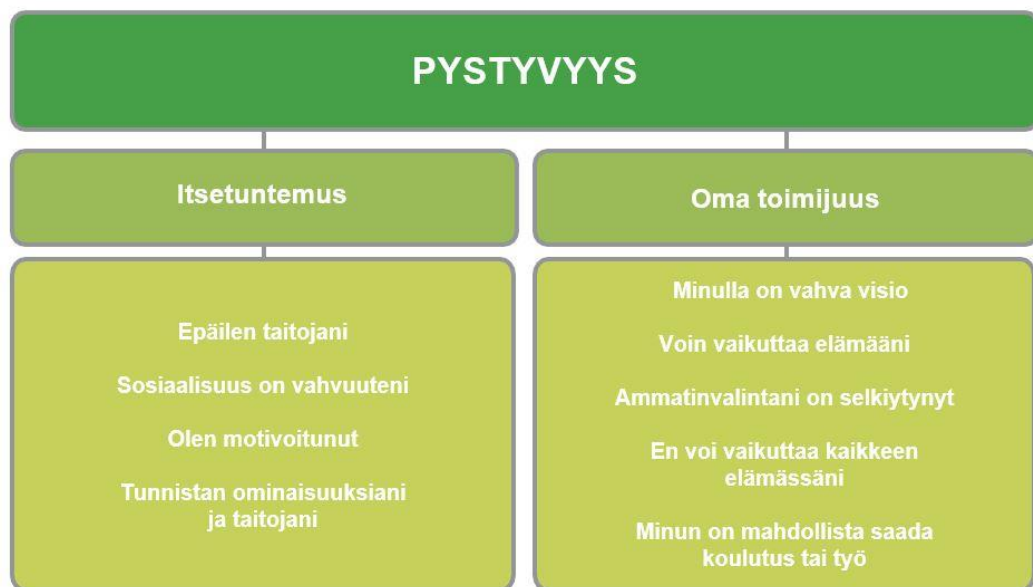 PYSTYVYYS
Itsetuntemus
Epäilen taitojani
Sosiaalisuus on vahvuuteni
Olen motivoitunut
Tunnistan ominaisuuksiani
ja taitojani
Oma toimijuus
Minulla on vahva visio
Voin vaikuttaa elämääni
Ammatinvalintani on selkiytynyt
En voi vaikuttaa kaikkeen
elämässäni
Minun on mahdollista saada
koulutus tai työ